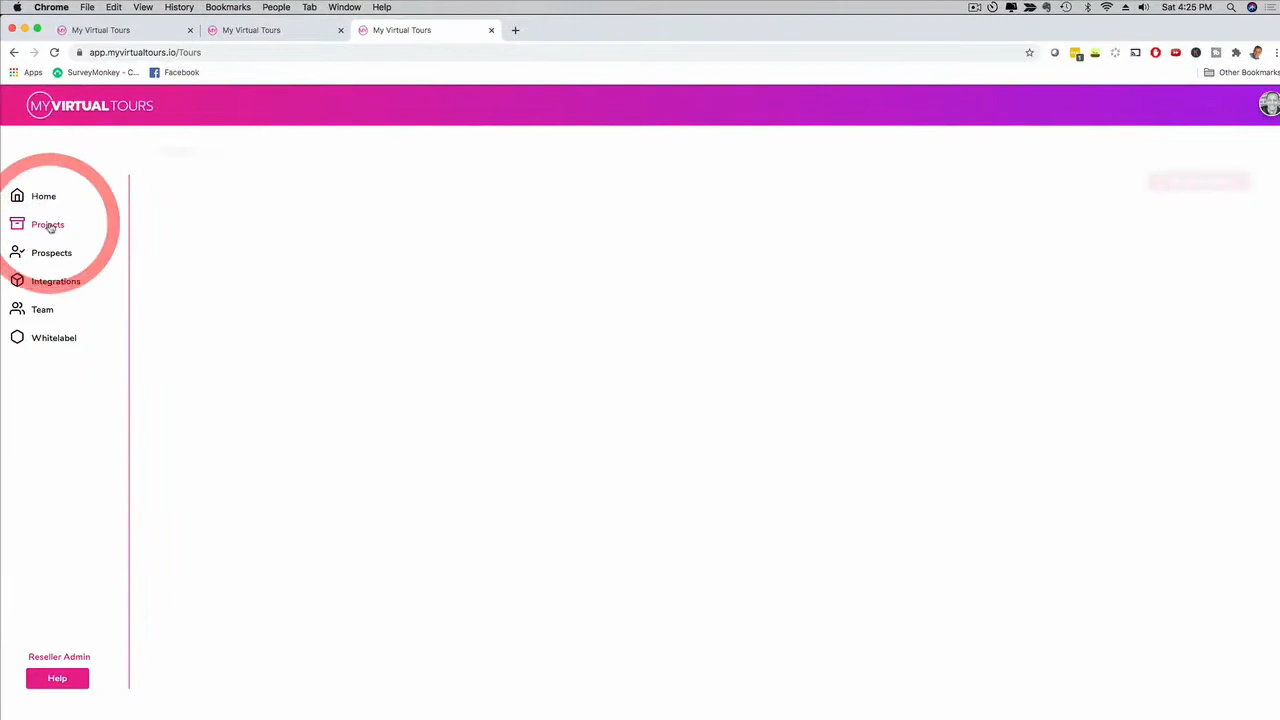 Chrome File Edit View History Bookmarks People Tab Window Help Sat 4:25 PM
My Virtual Tours My Virtual Tours My Virtual Tours
app.myvirtualtours.io/Tours
Apps SurveyMonkey - C... Facebook Other Bookmarks
MYVIRTUALTOURS
Home
Projects
Prospects
Integrations
Team
Whitelabel
Reseller Admin
Help